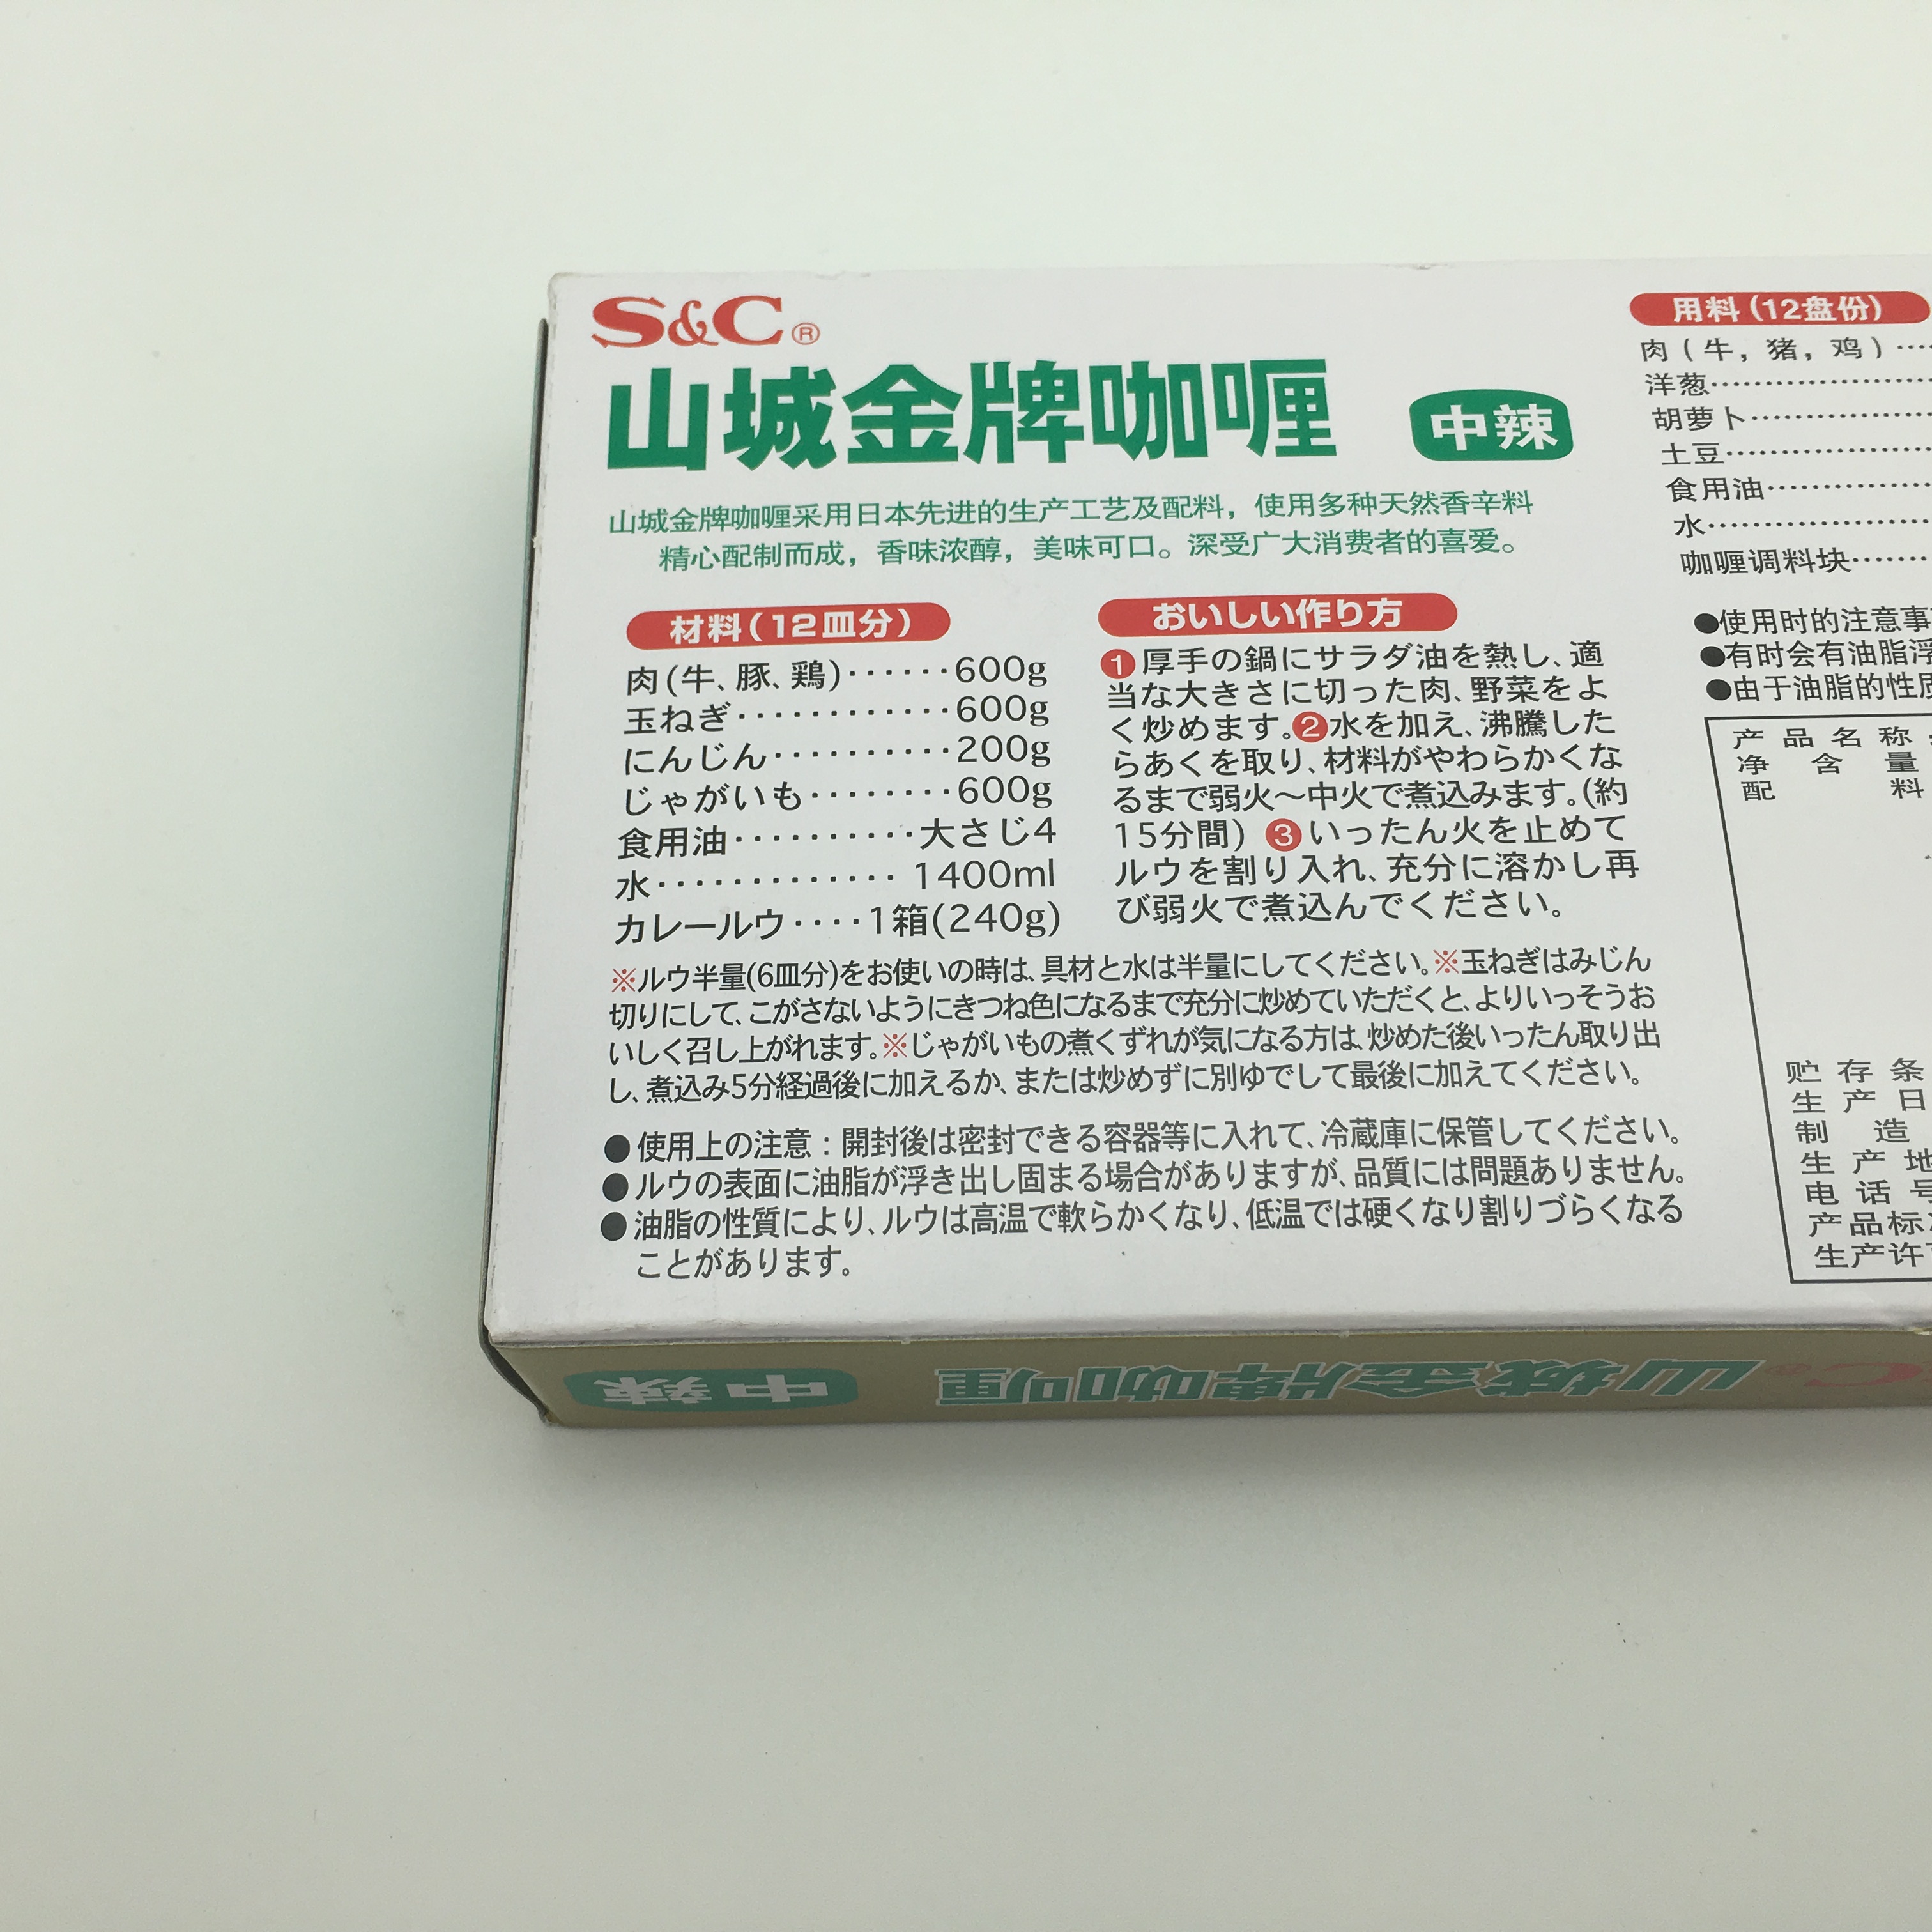 S&C®
山城金牌咖喱
中辣
山城金牌咖喱采用日本先进的生产工艺及配料，使用多种天然香辛料
精心配制而成，香味浓醇，美味可口。深受广大消费者的喜爱。
材料(12皿分)
肉(牛、豚、鶏)······600g
玉ねぎ············600g
にんじん··········200g
じゃがいも········600g
食用油··········大さじ4
水·············1400ml
カレールウ····1箱(240g)
おいしい作り方
1厚手の鍋にサラダ油を熱し、適
当な大きさに切った肉、野菜をよ
く炒めます。2水を加え、沸騰した
らあくを取り、材料がやわらかくな
るまで弱火～中火で煮込みます。(約
15分間) 3いったん火を止めて
ルウを割り入れ、充分に溶かし再
び弱火で煮込んでください。
※ルウ半量(6皿分)をお使いの時は、具材と水は半量にしてください。※玉ねぎはみじん
切りにして、こがさないようにきつね色になるまで充分に炒めていただくと、よりいっそうお
いしく召し上がれます。※じゃがいもの煮くずれが気になる方は、炒めた後いったん取り出
し、煮込み5分経過後に加えるか、または炒めずに別ゆでして最後に加えてください。
●使用上の注意：開封後は密封できる容器等に入れて、冷蔵庫に保管してください。
●ルウの表面に油脂が浮き出し固まる場合がありますが、品質には問題ありません。
●油脂の性質により、ルウは高温で軟らかくなり、低温では硬くなり割りづらくなる
ことがあります。
用料(12盘份)
肉(牛，猪，鸡)····
洋葱
胡萝卜
土豆
食用油
水
咖喱调料块
●使用时的注意事
●有时会有油脂浮
●由于油脂的性质
产品名称:
净含量
配料
贮存条
生产日
制造
生产地
电话号
产品标准
生产许可
中辣
山城金牌咖喱
C®